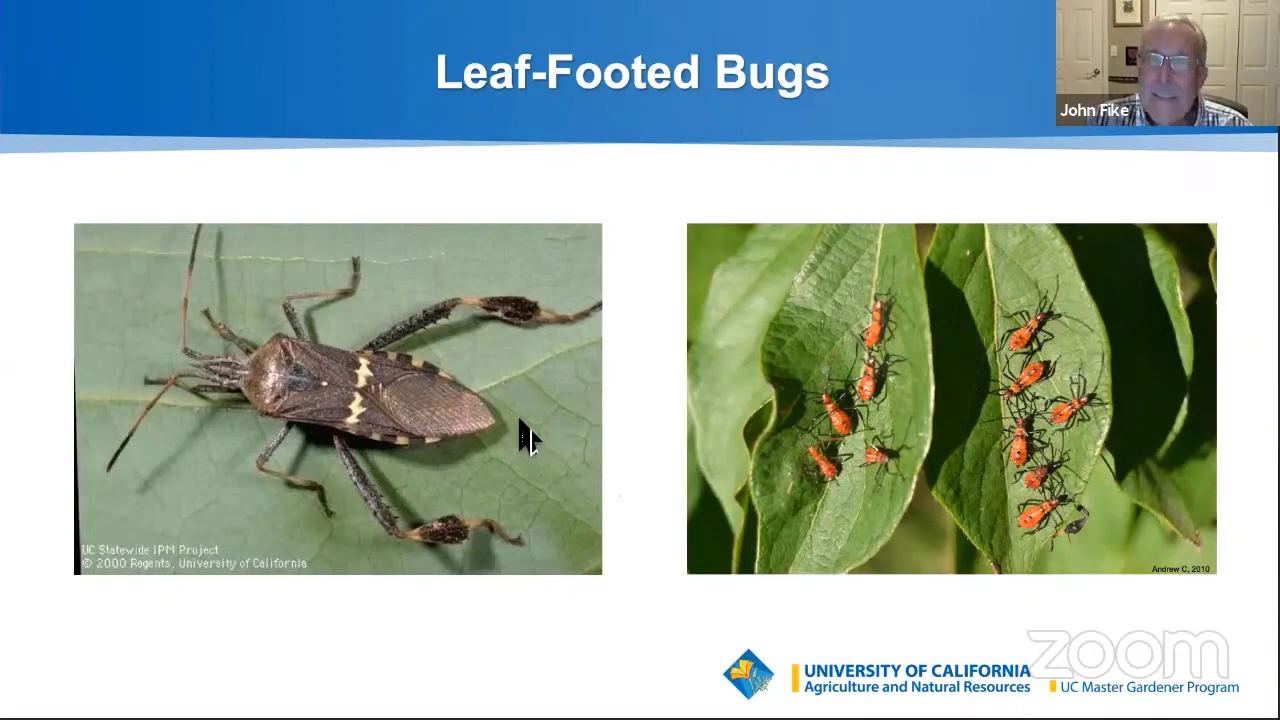 Leaf-Footed Bugs
John Fike
UC Statewide IPM Project
© 2000 Regents, University of California
Andrew C, 2010
zoom
UNIVERSITY OF CALIFORNIA
Agriculture and Natural Resources
UC Master Gardener Program